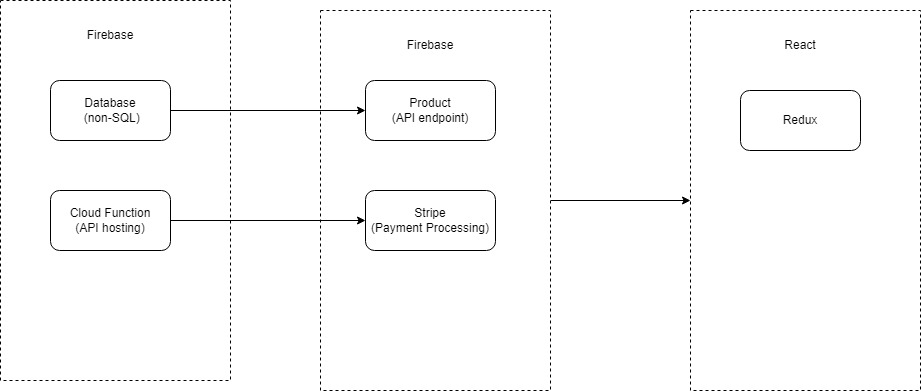 Firebase
Database
(non-SQL)
Cloud Function
(API hosting)
Firebase
Product
(API endpoint)
Stripe
(Payment Processing)
React
Redux